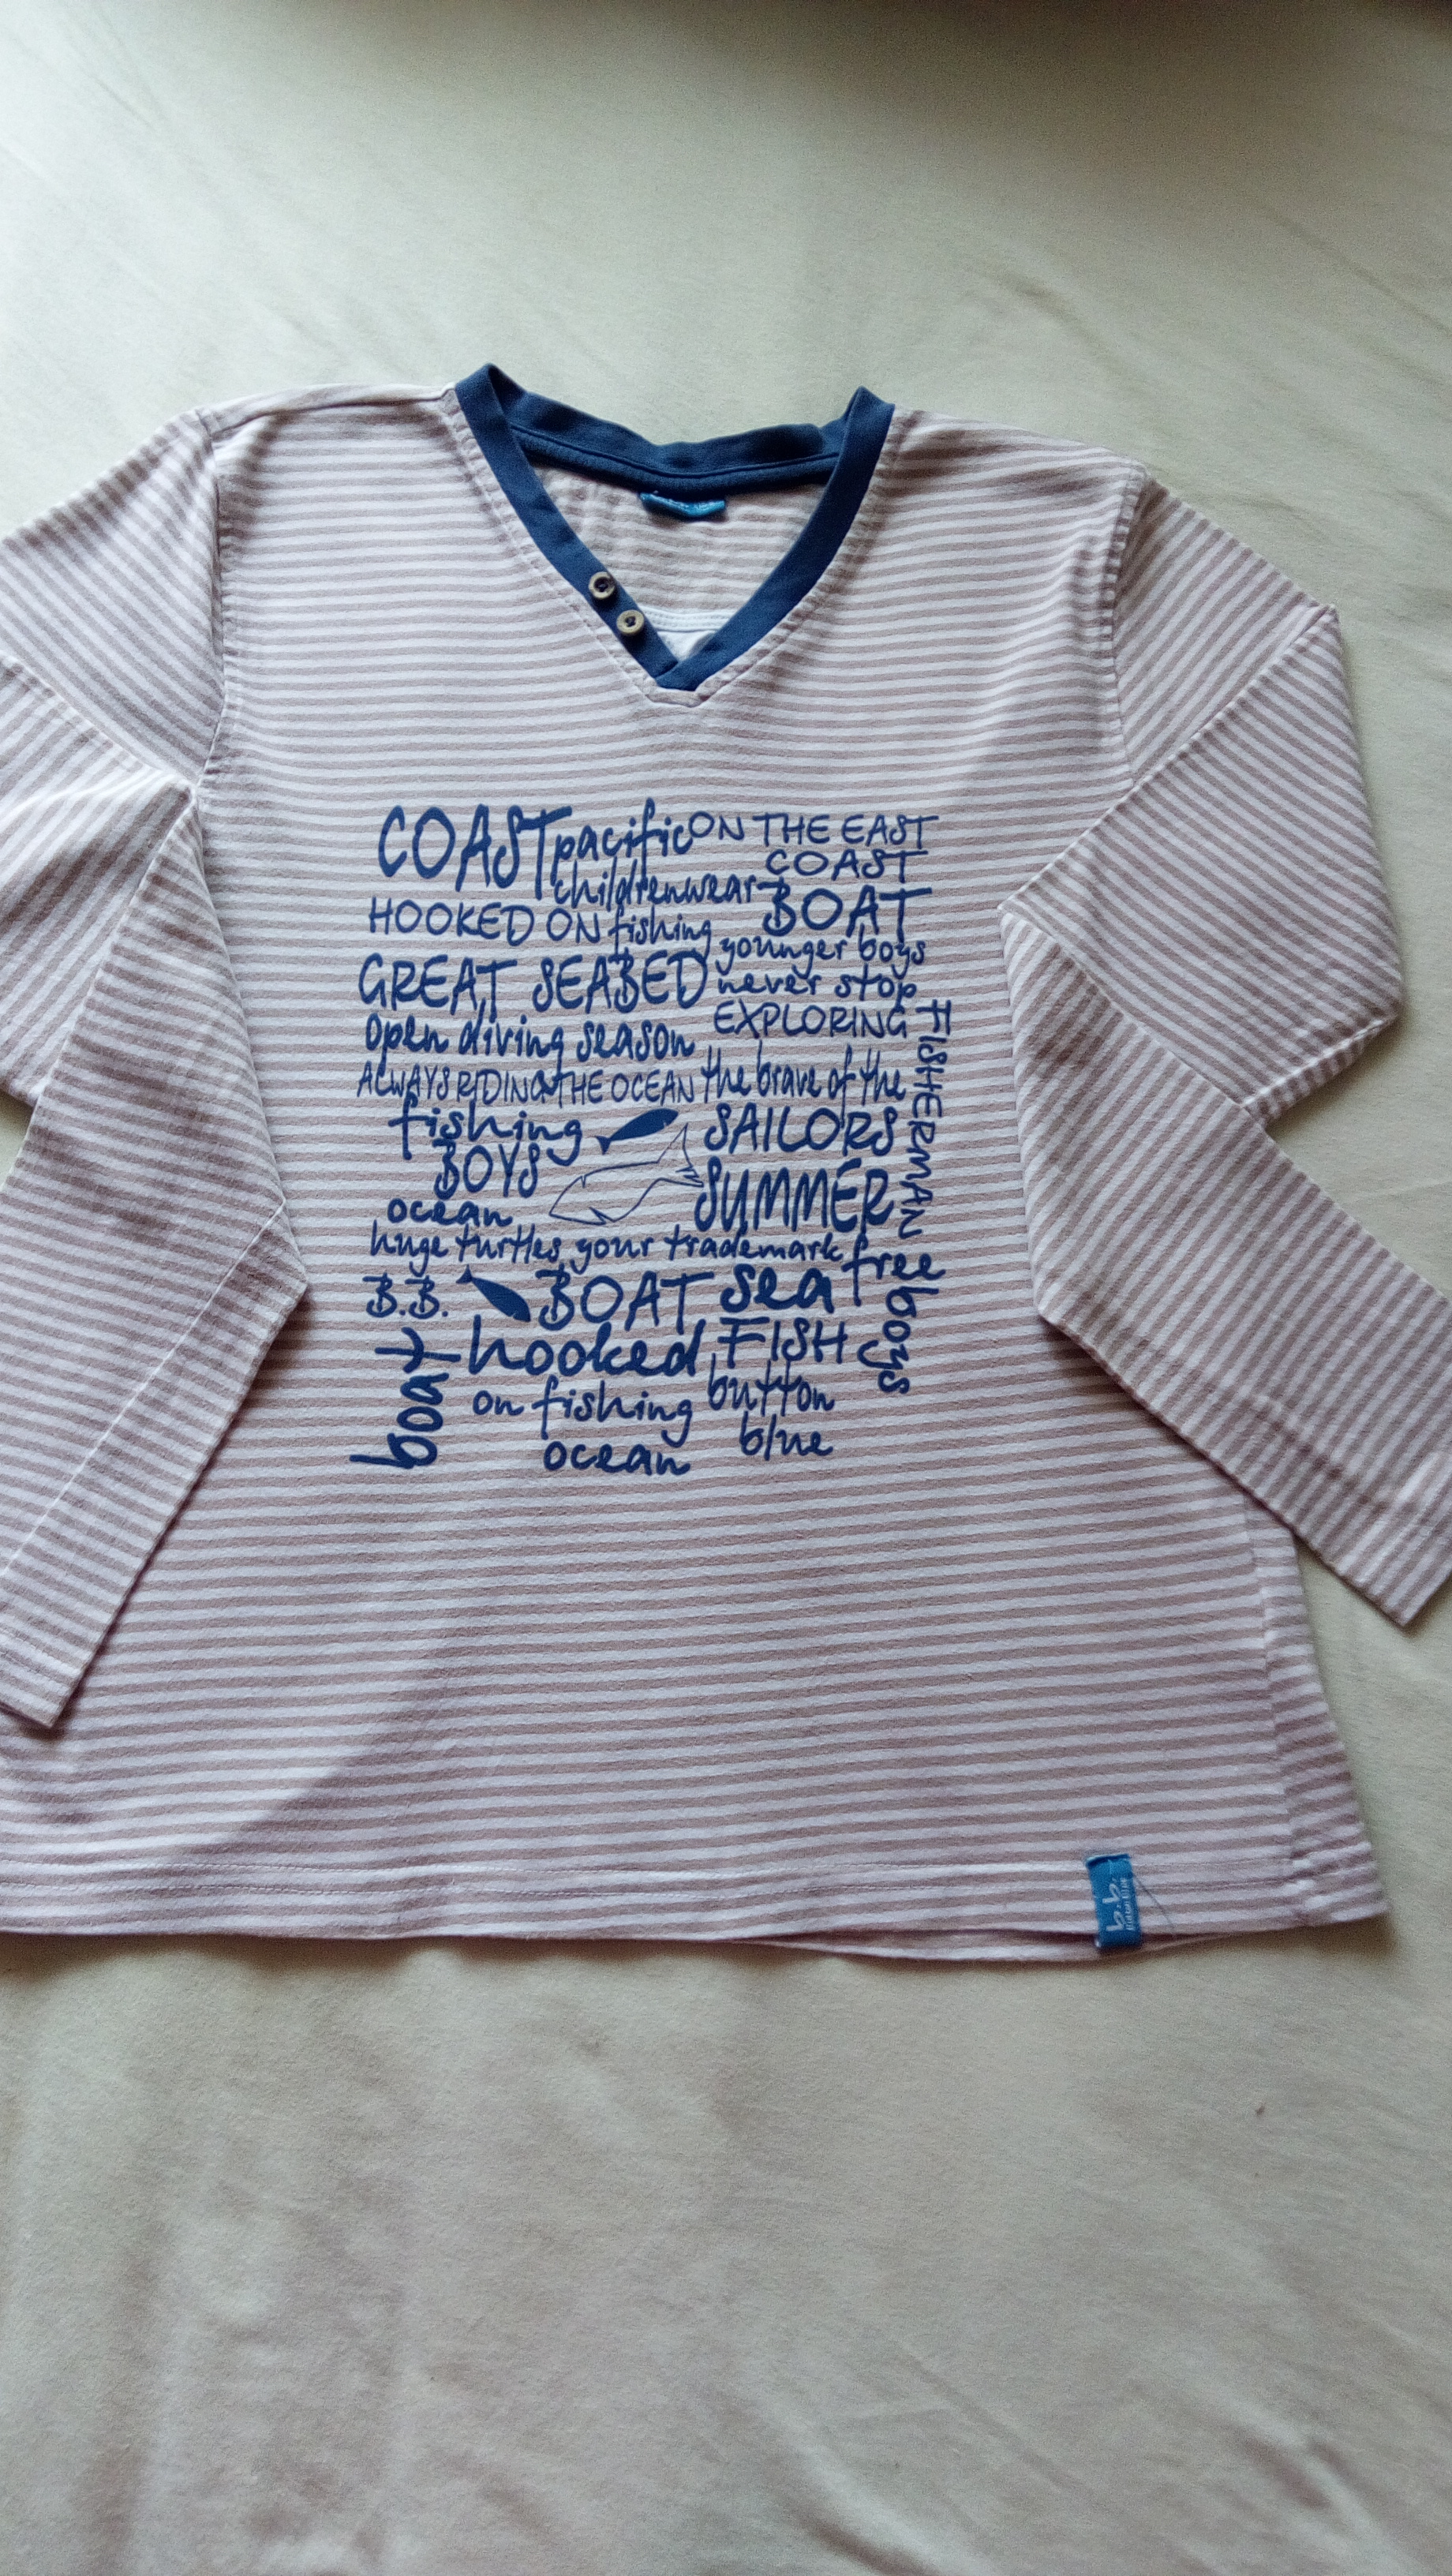 COAST pacific ON THE EAST
COAST
childrenwear
BOAT
HOOKED ON fishing
younger boys
GREAT SEABED
never stop
EXPLORING
open diving season
ALWAYS RIDING THE OCEAN
the brave of the
FISHERMAN
fishing
SAILORS
BOYS
SUMMER
ocean
huge turtles your trademark
free boys
B.B.
BOAT sea
boat
hooked FISH
on fishing
button
blue
ocean
b.b.